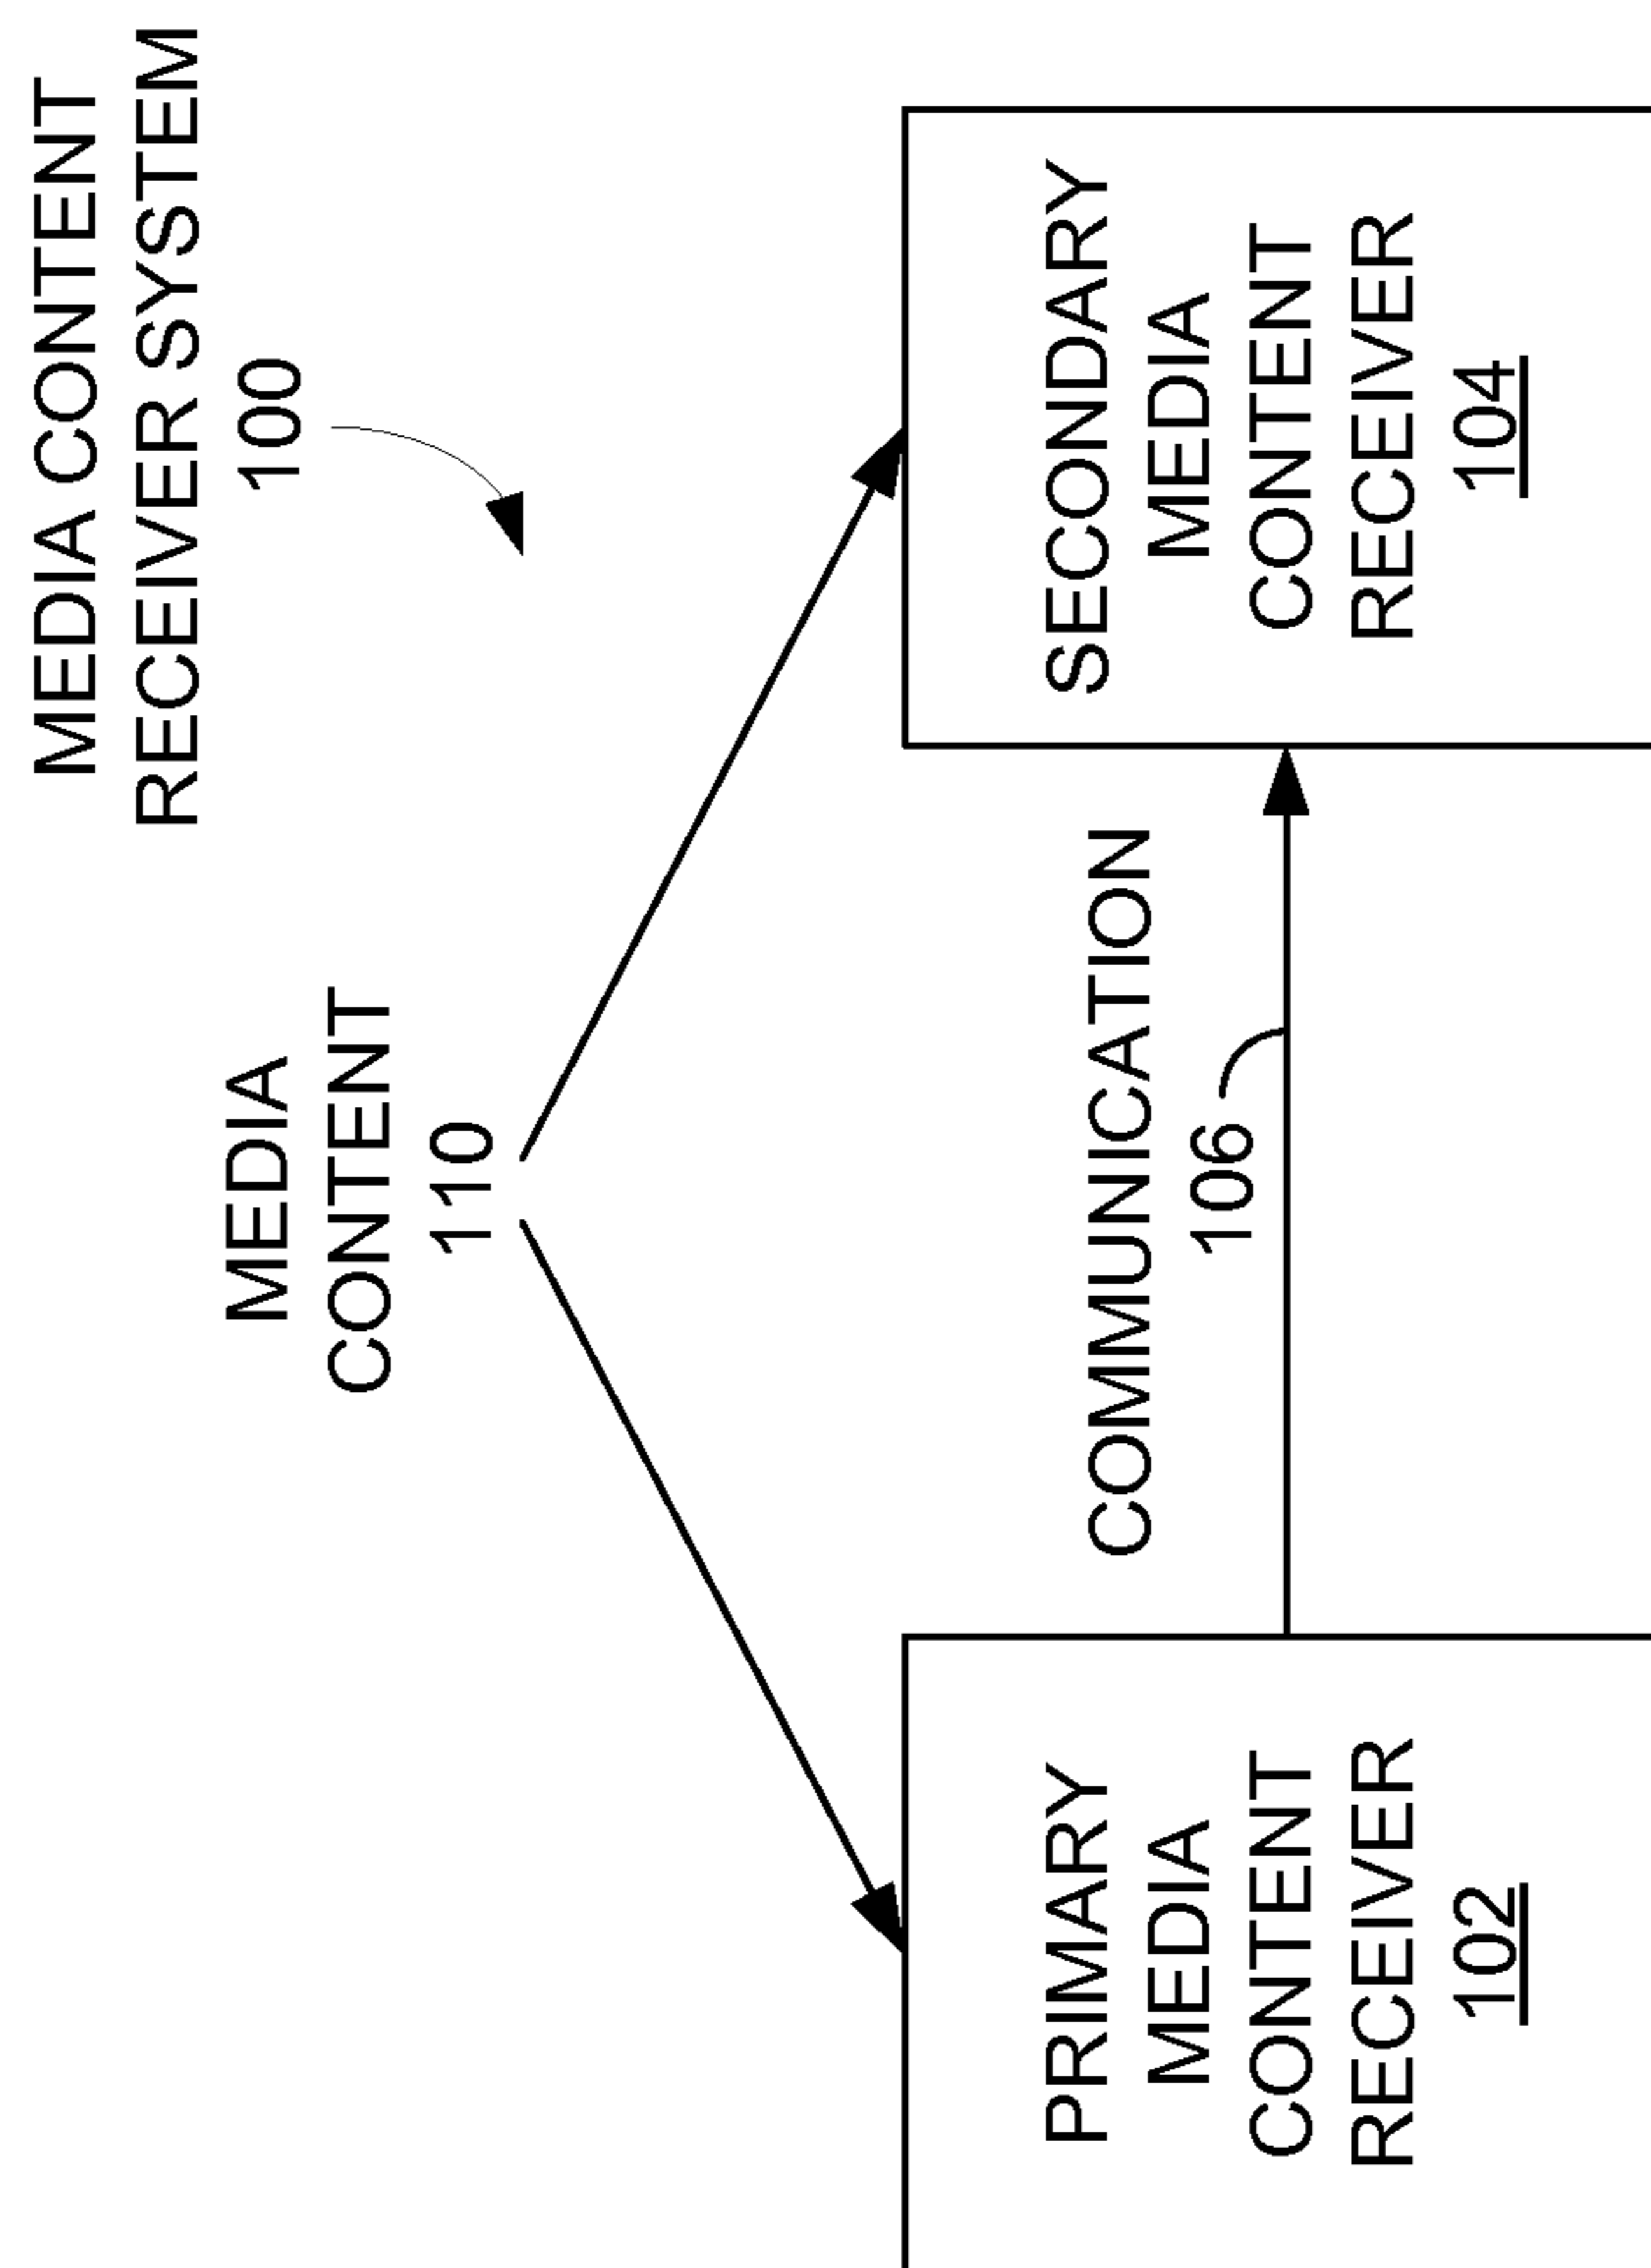 MEDIA CONTENT
RECEIVER SYSTEM
100
MEDIA
CONTENT
110
COMMUNICATION
106
PRIMARY
MEDIA
CONTENT
RECEIVER
102
SECONDARY
MEDIA
CONTENT
RECEIVER
104